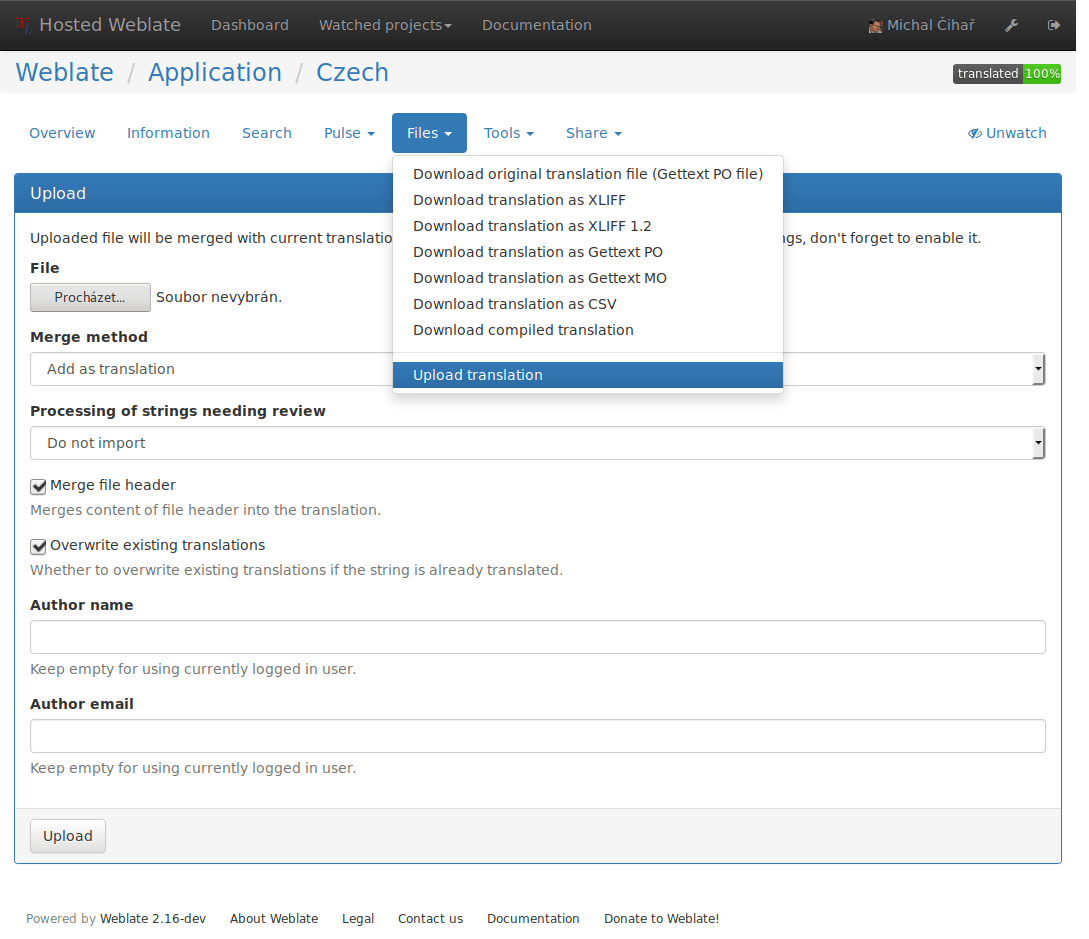 Hosted Weblate Dashboard Watched projects Documentation Michal Čihař
Weblate / Application / Czech translated 100%
Overview Information Search Pulse Files Tools Share Unwatch
Download original translation file (Gettext PO file)
Download translation as XLIFF
Download translation as XLIFF 1.2
Download translation as Gettext PO
Download translation as Gettext MO
Download translation as CSV
Download compiled translation
Upload translation
Upload
Uploaded file will be merged with current , don't forget to enable it.
File
Procházet... Soubor nevybrán.
Merge method
Add as translation
Processing of strings needing review
Do not import
Merge file header
Merges content of file header into the translation.
Overwrite existing translations
Whether to overwrite existing translations if the string is already translated.
Author name
Keep empty for using currently logged in user.
Author email
Keep empty for using currently logged in user.
Upload
Powered by Weblate 2.16-dev About Weblate Legal Contact us Documentation Donate to Weblate!